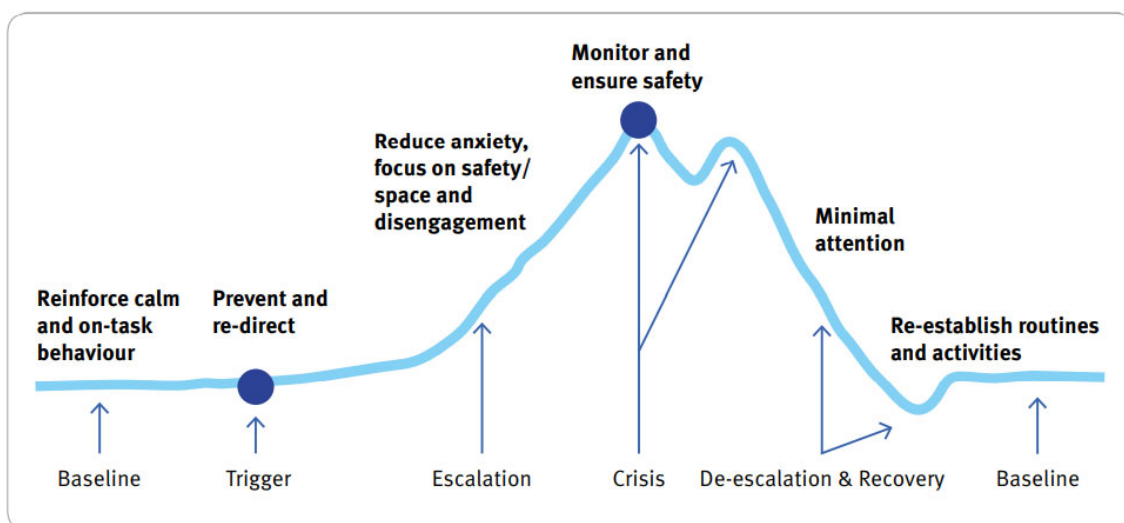 Monitor and
ensure safety
Reduce anxiety,
focus on safety/
space and
disengagement
Minimal
attention
Reinforce calm
and on-task
behaviour
Prevent and
re-direct
Re-establish routines
and activities
Baseline
Trigger
Escalation
Crisis
De-escalation & Recovery
Baseline